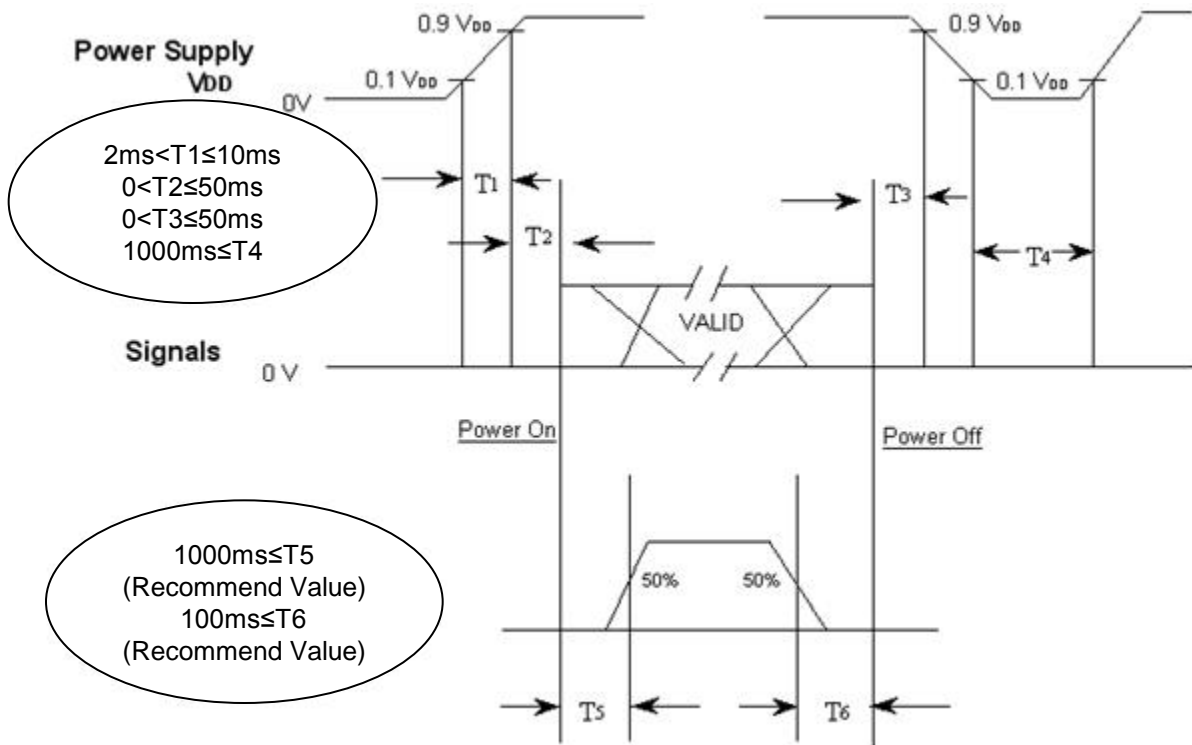 0.9 VDD
0.9 VDD
Power Supply
VDD
0.1 VDD
0.1 VDD
0V
2ms<T1≤10ms
0<T2≤50ms
0<T3≤50ms
1000ms≤T4
T1
T3
T2
T4
VALID
Signals
0 V
Power On
Power Off
1000ms≤T5
(Recommend Value)
100ms≤T6
(Recommend Value)
50%
50%
T5
T6